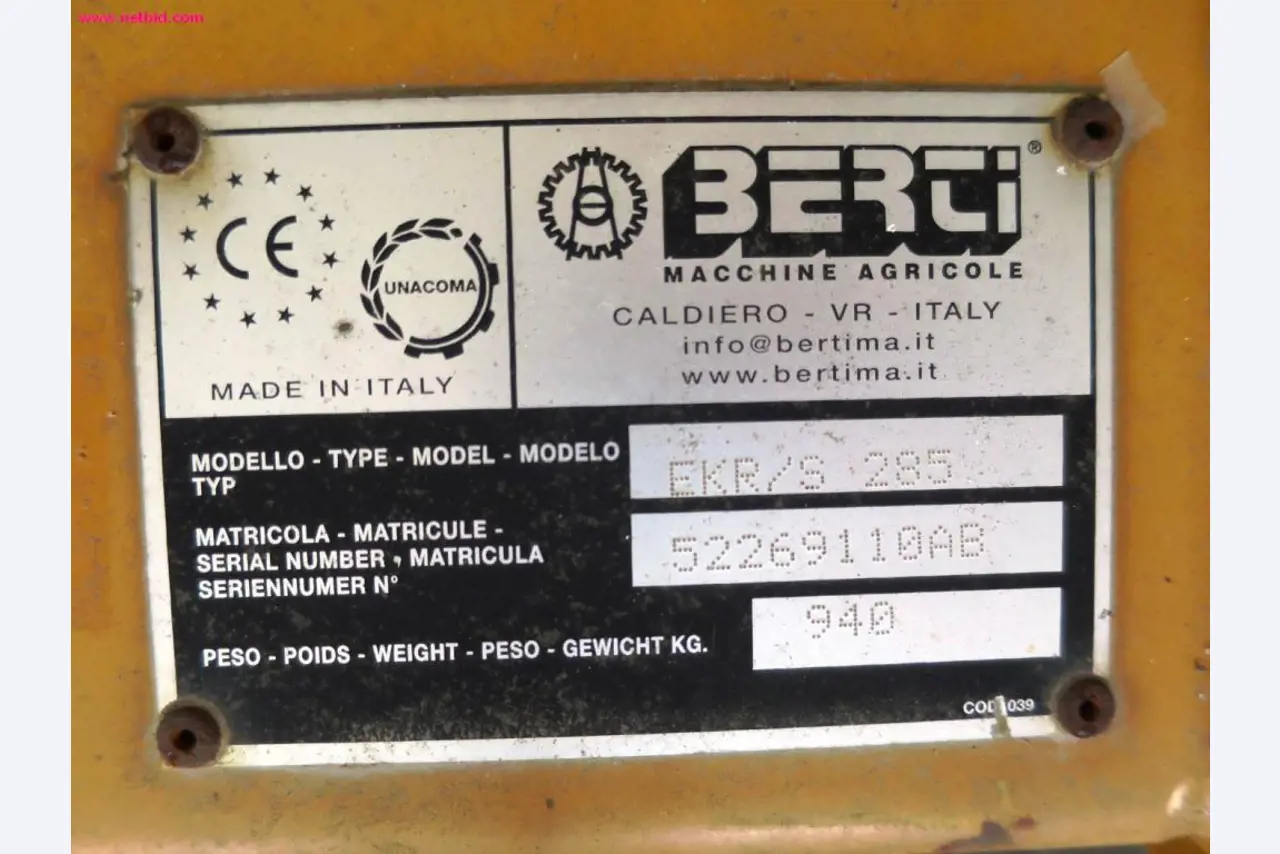 www.netbid.com
CE
UNACOMA
MADE IN ITALY
BERTi®
MACCHINE AGRICOLE
CALDIERO - VR - ITALY
info@bertima.it
www.bertima.it
MODELLO - TYPE - MODEL - MODELO
TYP
EKR/S 285
MATRICOLA - MATRICULE -
SERIAL NUMBER - MATRICULA
SERIENNUMER N°
52269110AB
PESO - POIDS - WEIGHT - PESO - GEWICHT KG.
940